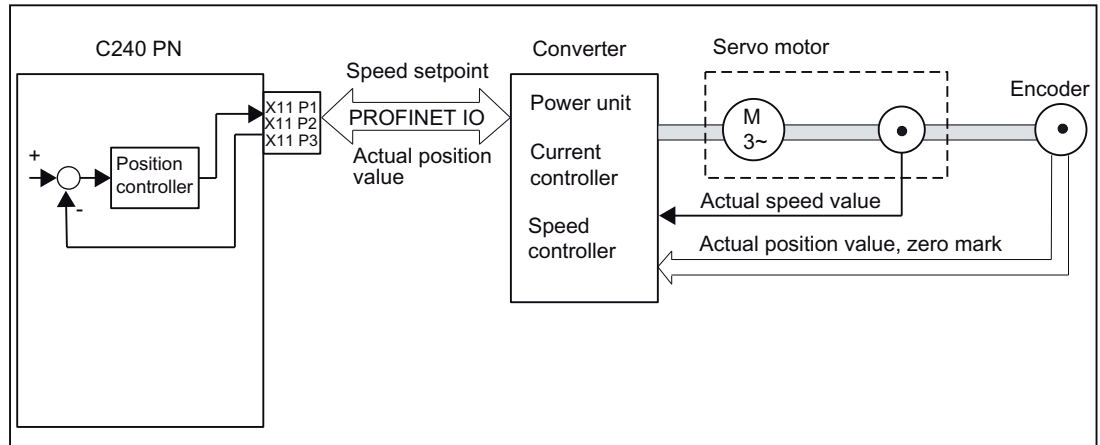 C240 PN
Converter
Servo motor
Encoder
Speed setpoint
PROFINET IO
Actual position
value
X11 P1
X11 P2
X11 P3
+
-
Position
controller
Power unit
Current
controller
Speed
controller
M
3~
Actual speed value
Actual position value, zero mark